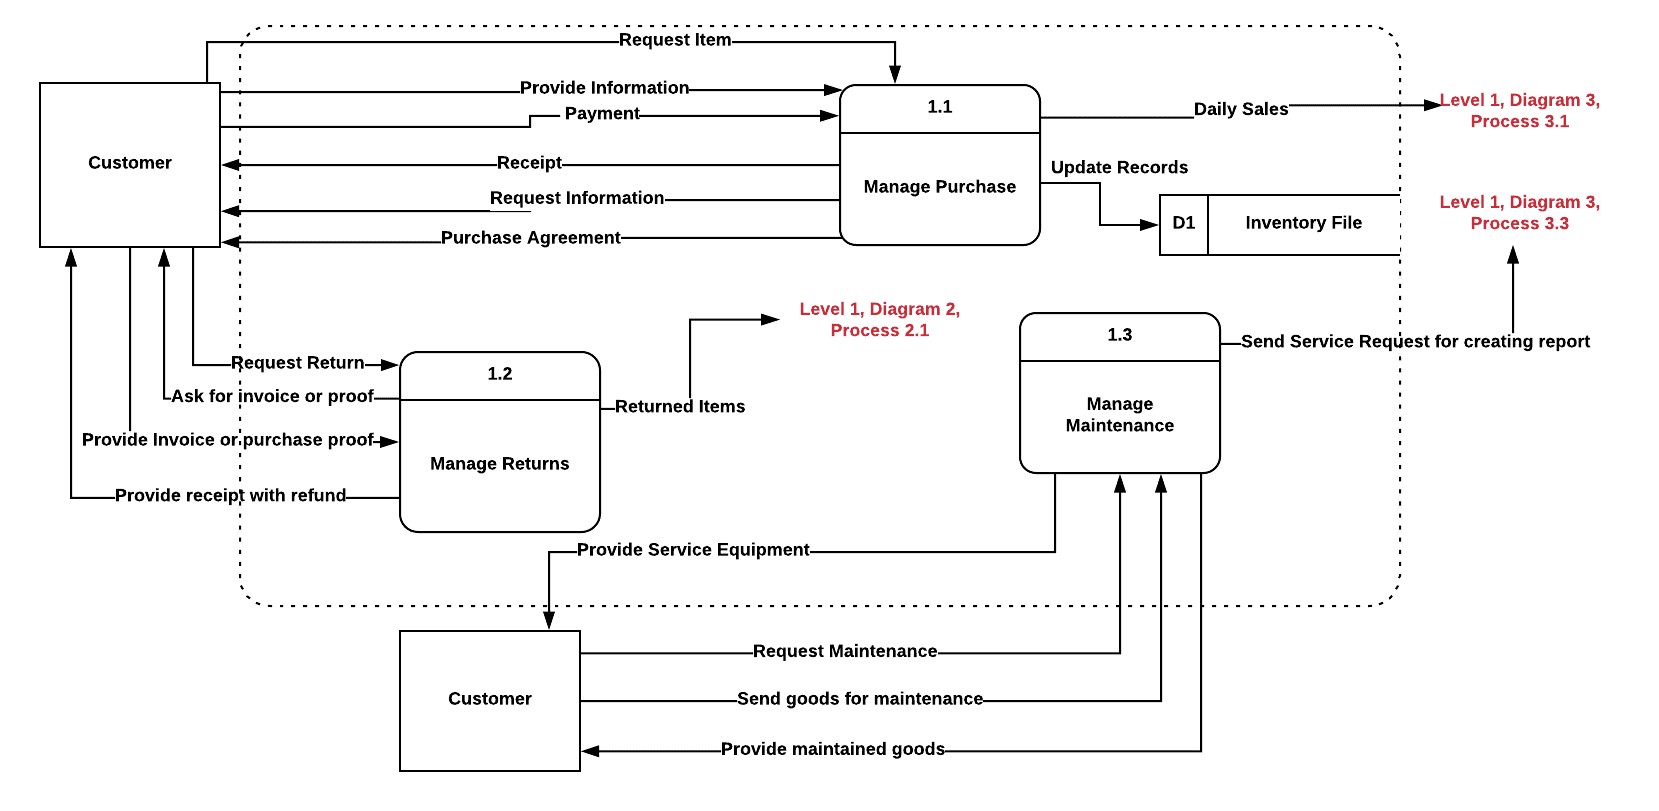 Request Item
Provide Information
1.1
Daily Sales
Level 1, Diagram 3,
Process 3.1
Payment
Customer
Receipt
Update Records
Manage Purchase
Request Information
Level 1, Diagram 3,
Process 3.3
D1
Inventory File
Purchase Agreement
Level 1, Diagram 2,
Process 2.1
1.3
Send Service Request for creating report
Request Return
1.2
Ask for invoice or proof
Returned Items
Manage
Maintenance
Provide Invoice or purchase proof
Manage Returns
Provide receipt with refund
Provide Service Equipment
Request Maintenance
Customer
Send goods for maintenance
Provide maintained goods